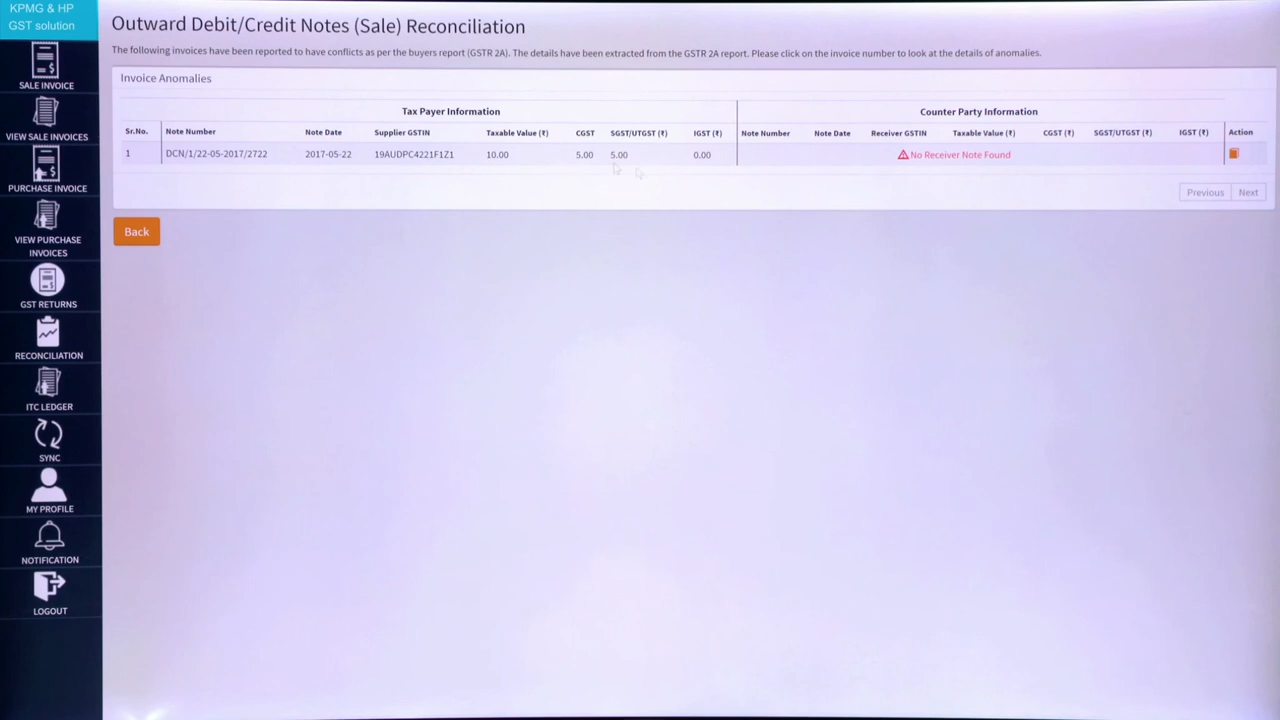 KPMG & HP
GST solution
SALE INVOICE
VIEW SALE INVOICES
PURCHASE INVOICE
VIEW PURCHASE
INVOICES
GST RETURNS
RECONCILIATION
ITC LEDGER
SYNC
MY PROFILE
NOTIFICATION
LOGOUT
Outward Debit/Credit Notes (Sale) Reconciliation
The following invoices have been reported to have conflicts as per the buyers report (GSTR 2A). The details have been extracted from the GSTR 2A report. Please click on the invoice number to look at the details of anomalies.
Invoice Anomalies
Tax Payer Information Counter Party Information
Sr.No. Note Number Note Date Supplier GSTIN Taxable Value (₹) CGST SGST/UTGST (₹) IGST (₹) Note Number Note Date Receiver GSTIN Taxable Value (₹) CGST (₹) SGST/UTGST (₹) IGST (₹) Action
1 DCN/1/22-05-2017/2722 2017-05-22 19AUDPC4221F1Z1 10.00 5.00 5.00 0.00 No Receiver Note Found
Previous Next
Back